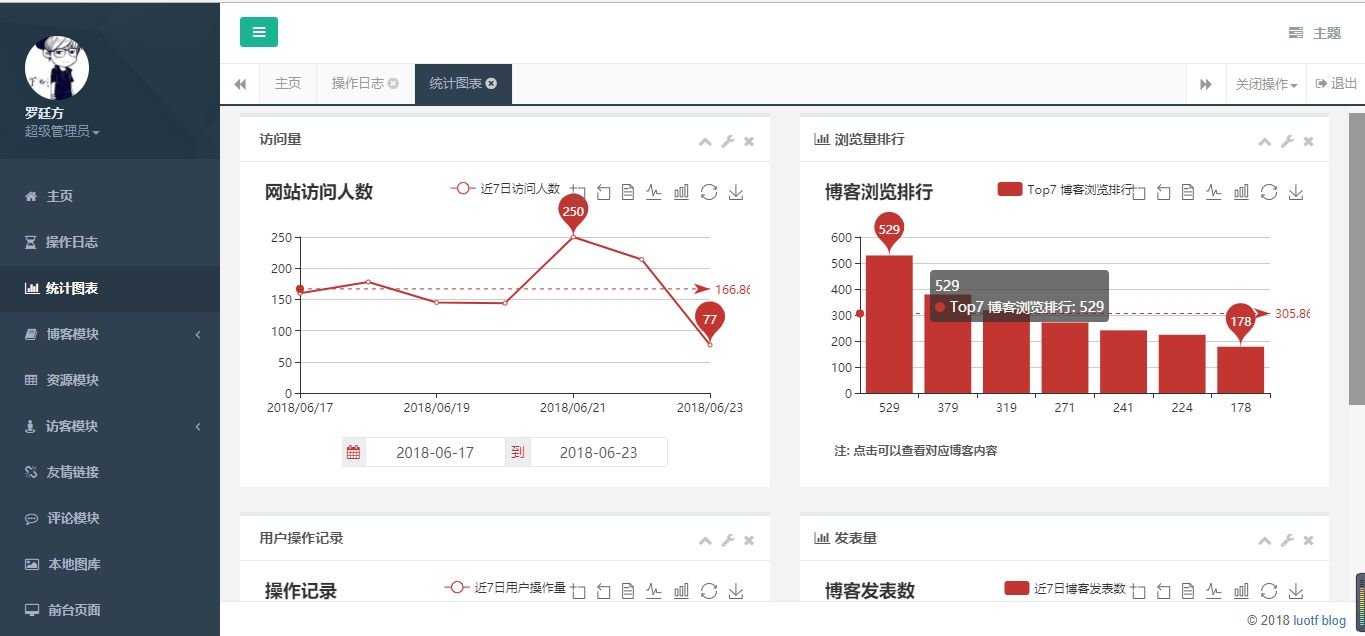 主题
主页
操作日志
统计图表
关闭操作
退出
罗廷方
超级管理员
主页
操作日志
统计图表
博客模块
资源模块
访客模块
友情链接
评论模块
本地图库
前台页面
访问量
网站访问人数
近7日访问人数
250
250
200
150
100
50
0
166.86
77
2018/06/17
2018/06/19
2018/06/21
2018/06/23
2018-06-17
到
2018-06-23
浏览量排行
博客浏览排行
Top7 博客浏览排行
529
600
500
400
300
200
100
0
529
Top7 博客浏览排行: 529
178
305.86
529
379
319
271
241
224
178
注: 点击可以查看对应博客内容
用户操作记录
操作记录
近7日用户操作量
发表量
博客发表数
近7日博客发表数
© 2018 luotf blog